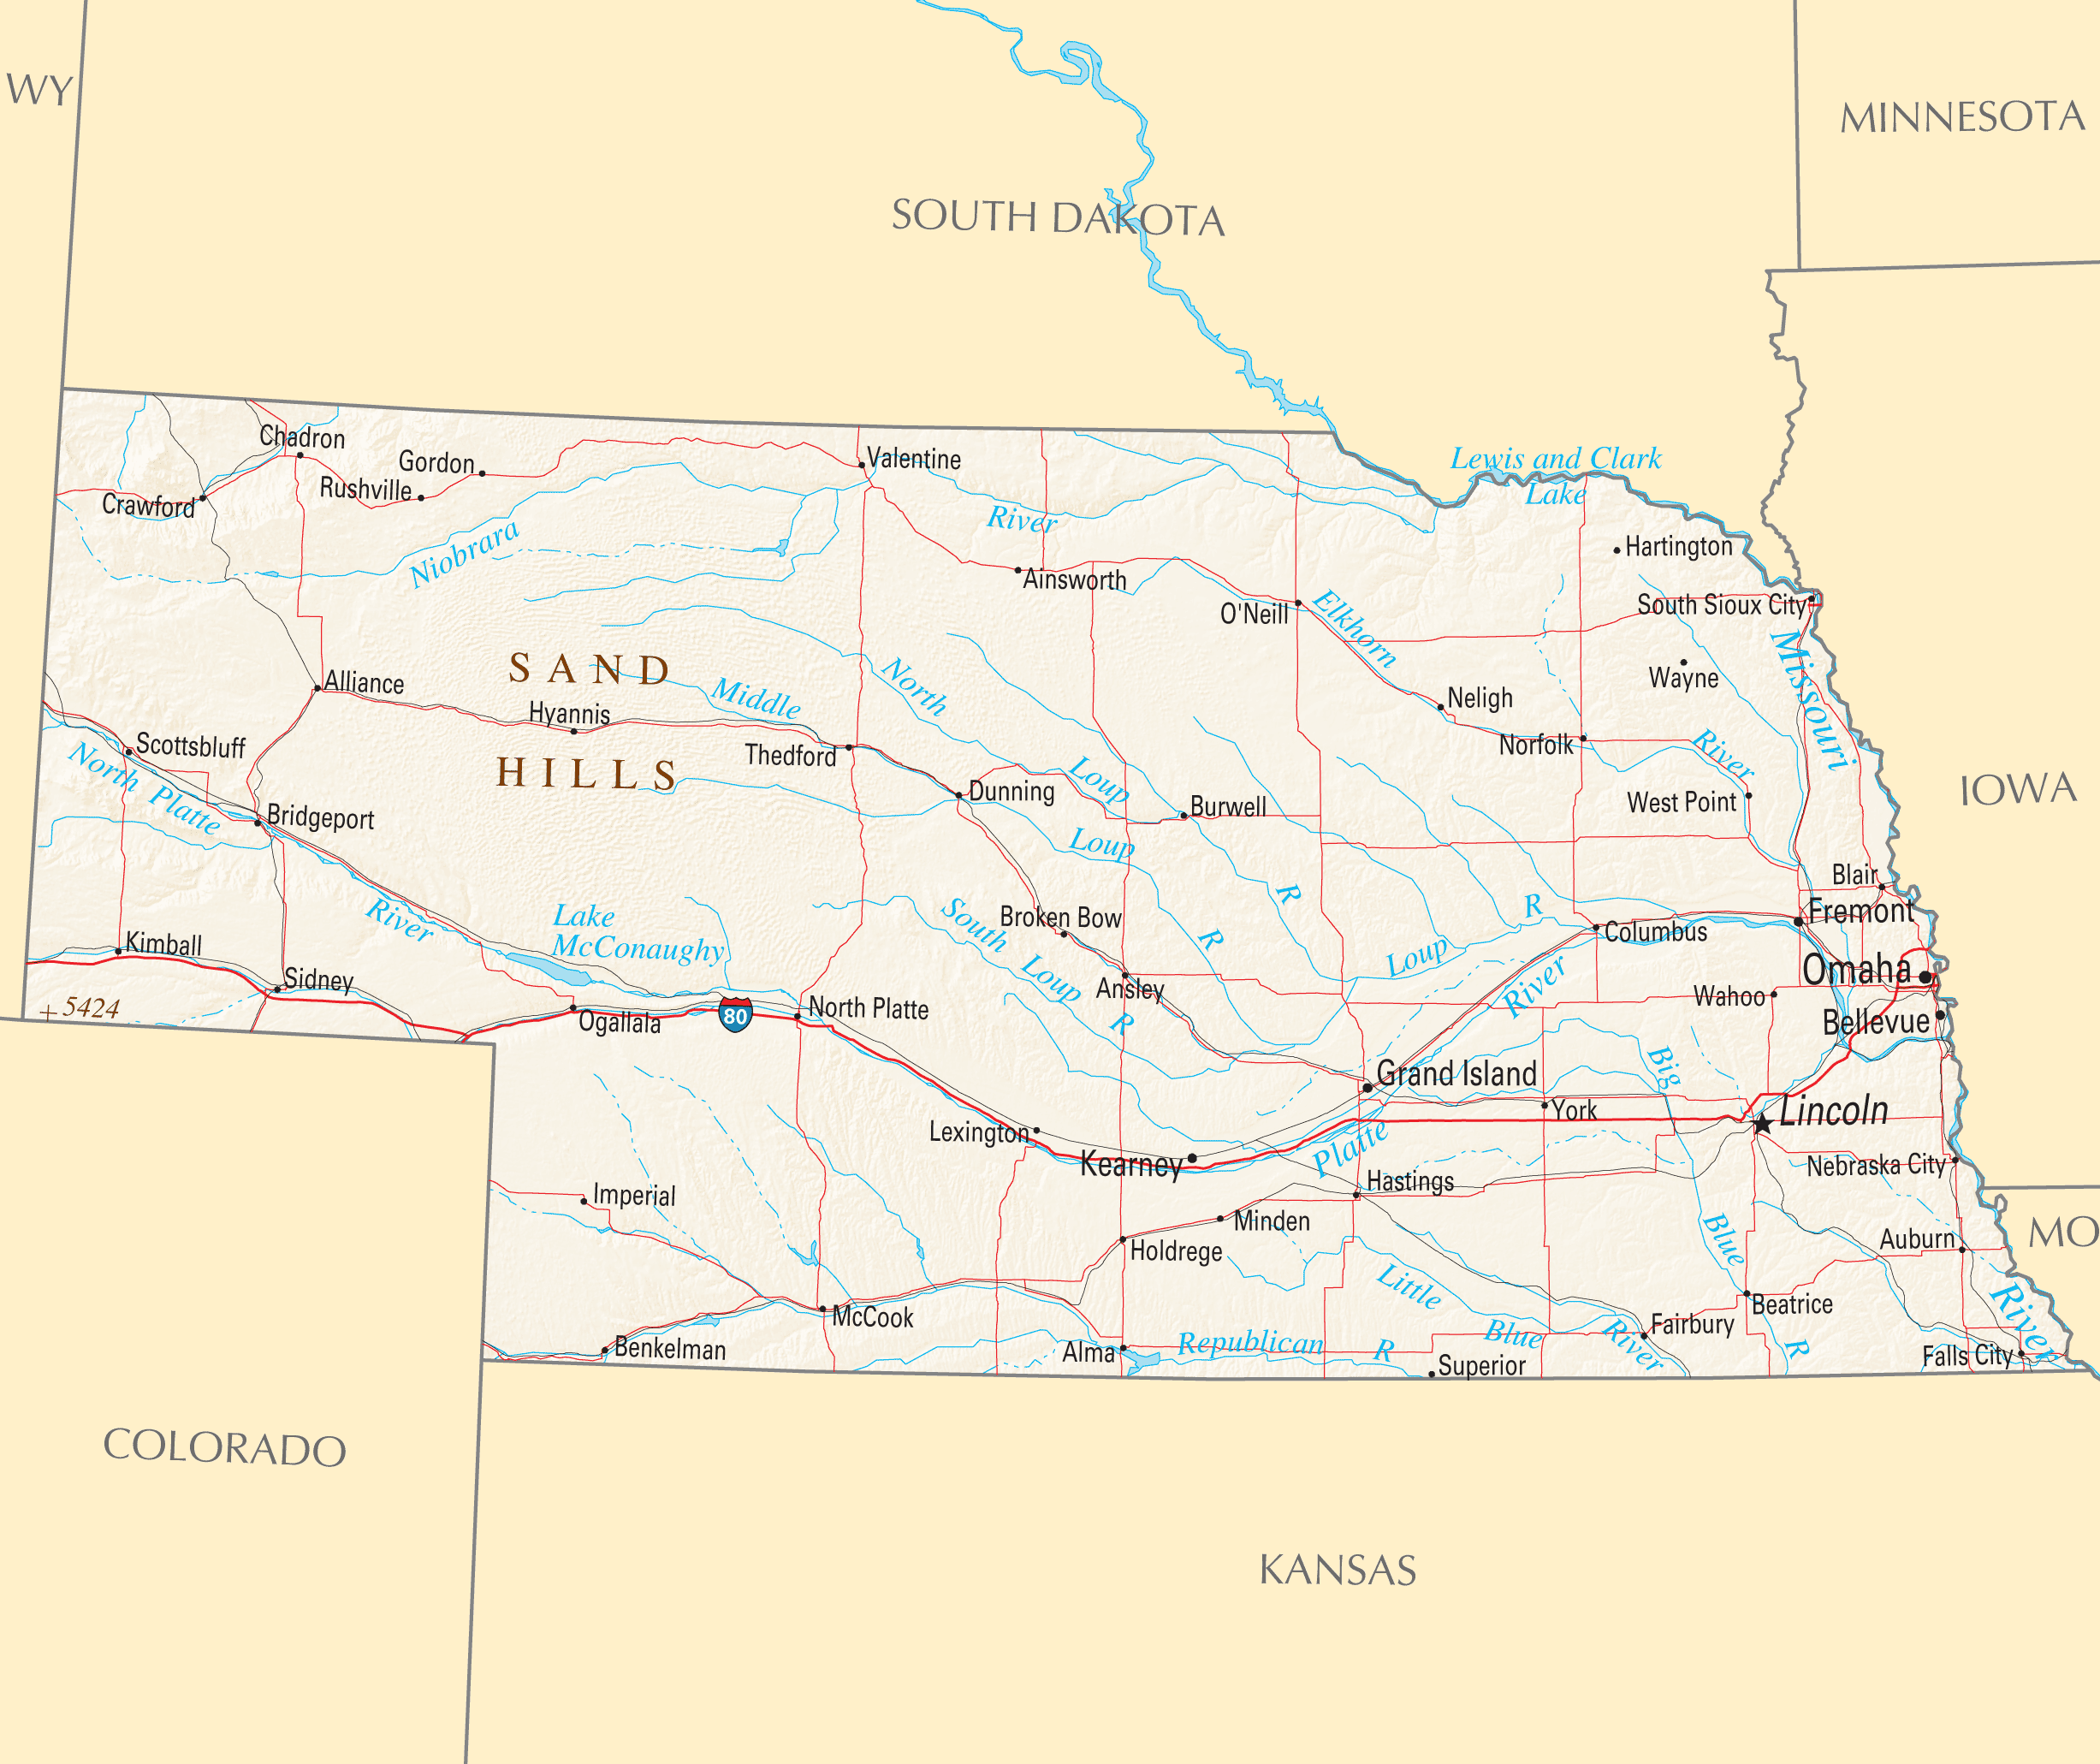 WY
MINNESOTA
SOUTH DAKOTA
Chadron
Gordon
Valentine
Lewis and Clark
Lake
Rushville
Crawford
Niobrara
River
Hartington
Ainsworth
South Sioux City
O'Neill
Elkhorn
Missouri
SAND
HILLS
Alliance
Middle
North
Wayne
Neligh
Hyannis
Scottsbluff
Thedford
Norfolk
River
North Platte
Loup
Dunning
West Point
Burwell
IOWA
Bridgeport
Loup
Blair
R
River
Lake
McConaughy
South Loup
Broken Bow
R
R
Fremont
Columbus
Kimball
Loup
Omaha
Sidney
Ansley
River
Wahoo
5424
Ogallala
80
North Platte
R
Bellevue
Grand Island
Big
York
Lincoln
Lexington
Platte
Kearney
Nebraska City
Hastings
Imperial
Minden
Blue
MO
Holdrege
Auburn
Little
McCook
Beatrice
River
Benkelman
Alma
Republican
R
Blue
River
Fairbury
R
Superior
Falls City
COLORADO
KANSAS